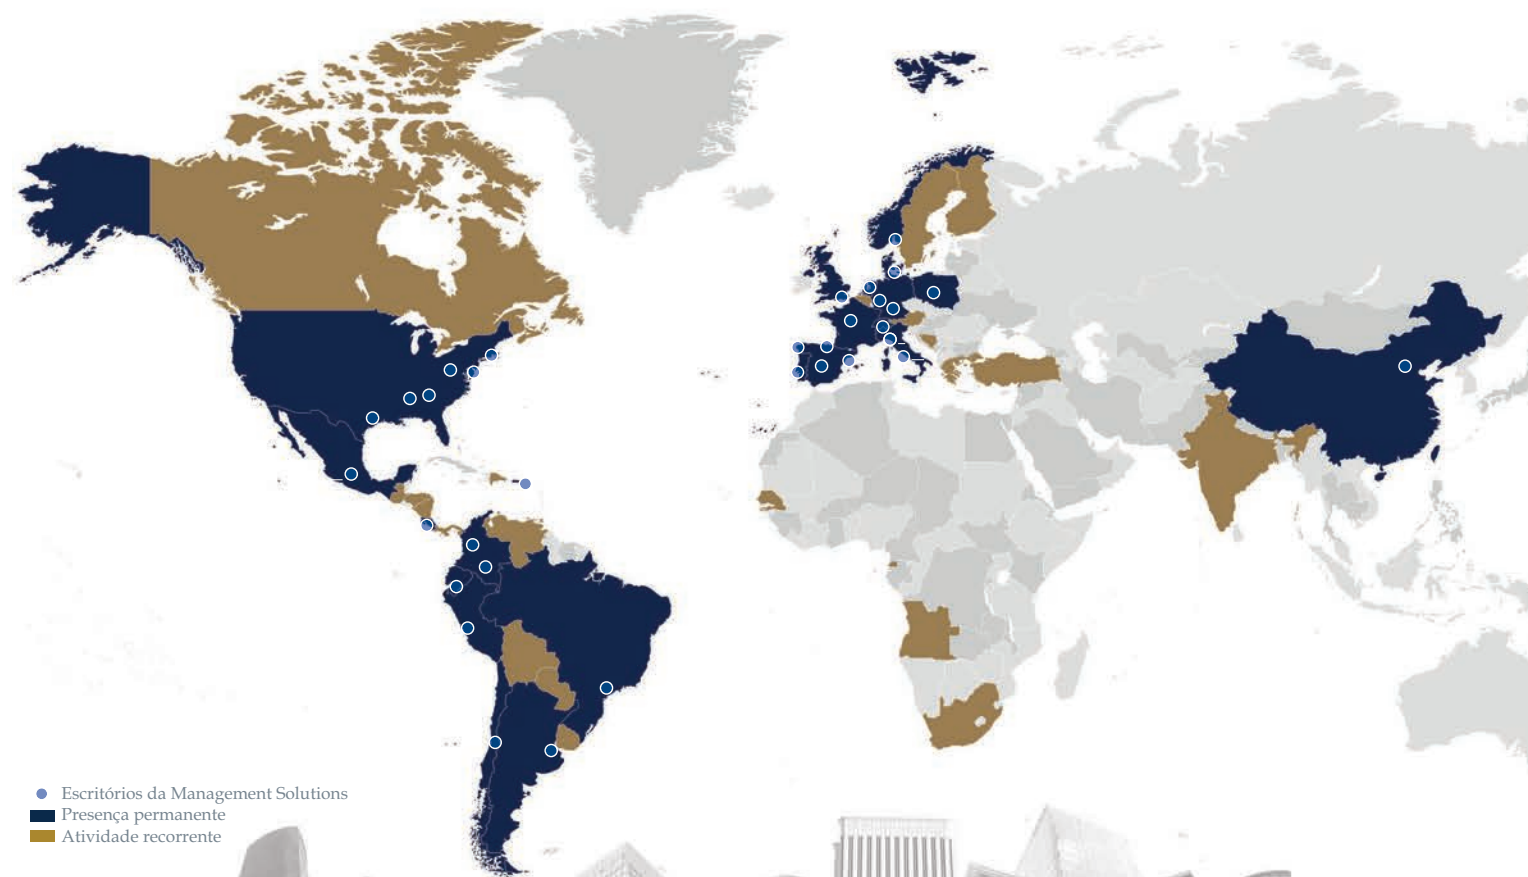 Escritórios da Management Solutions
Presença permanente
Atividade recorrente